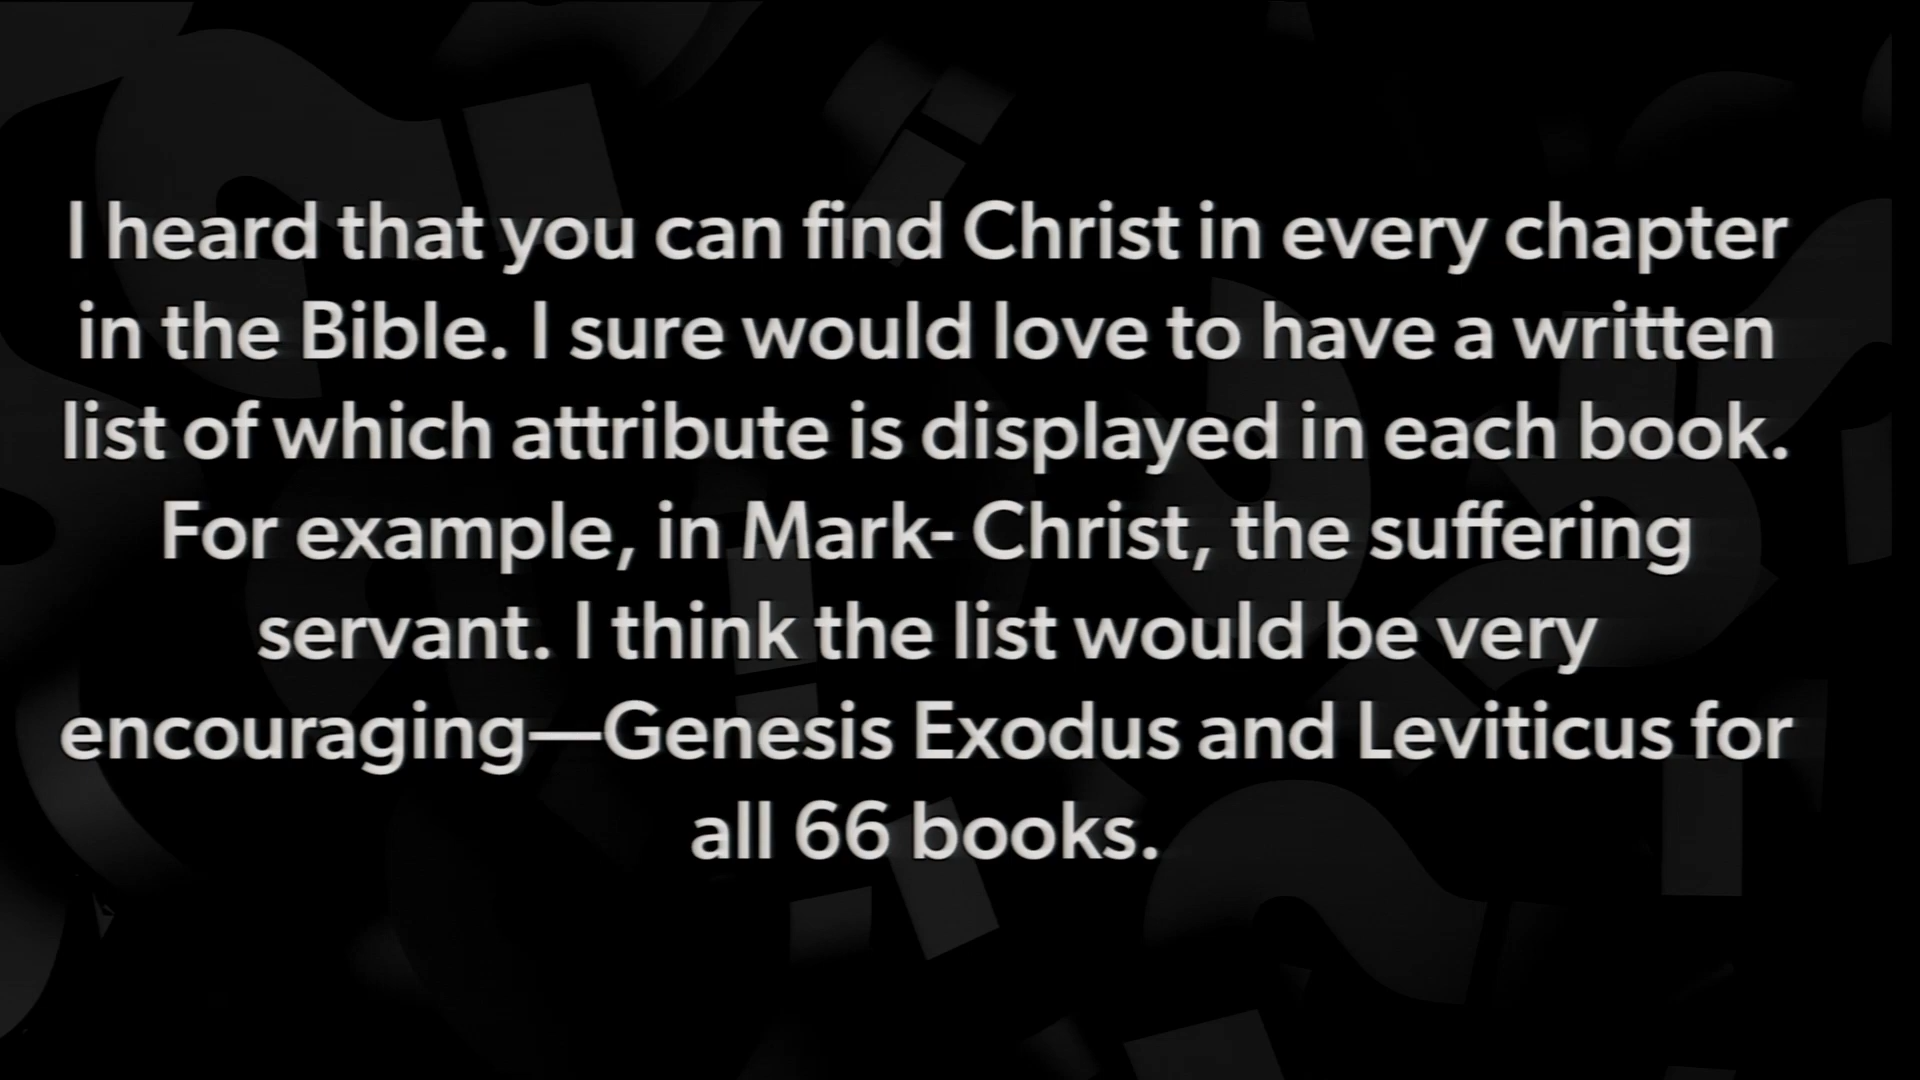 I heard that you can find Christ in every chapter
in the Bible. I sure would love to have a written
list of which attribute is displayed in each book.
For example, in Mark- Christ, the suffering
servant. I think the list would be very
encouraging—Genesis Exodus and Leviticus for
all 66 books.